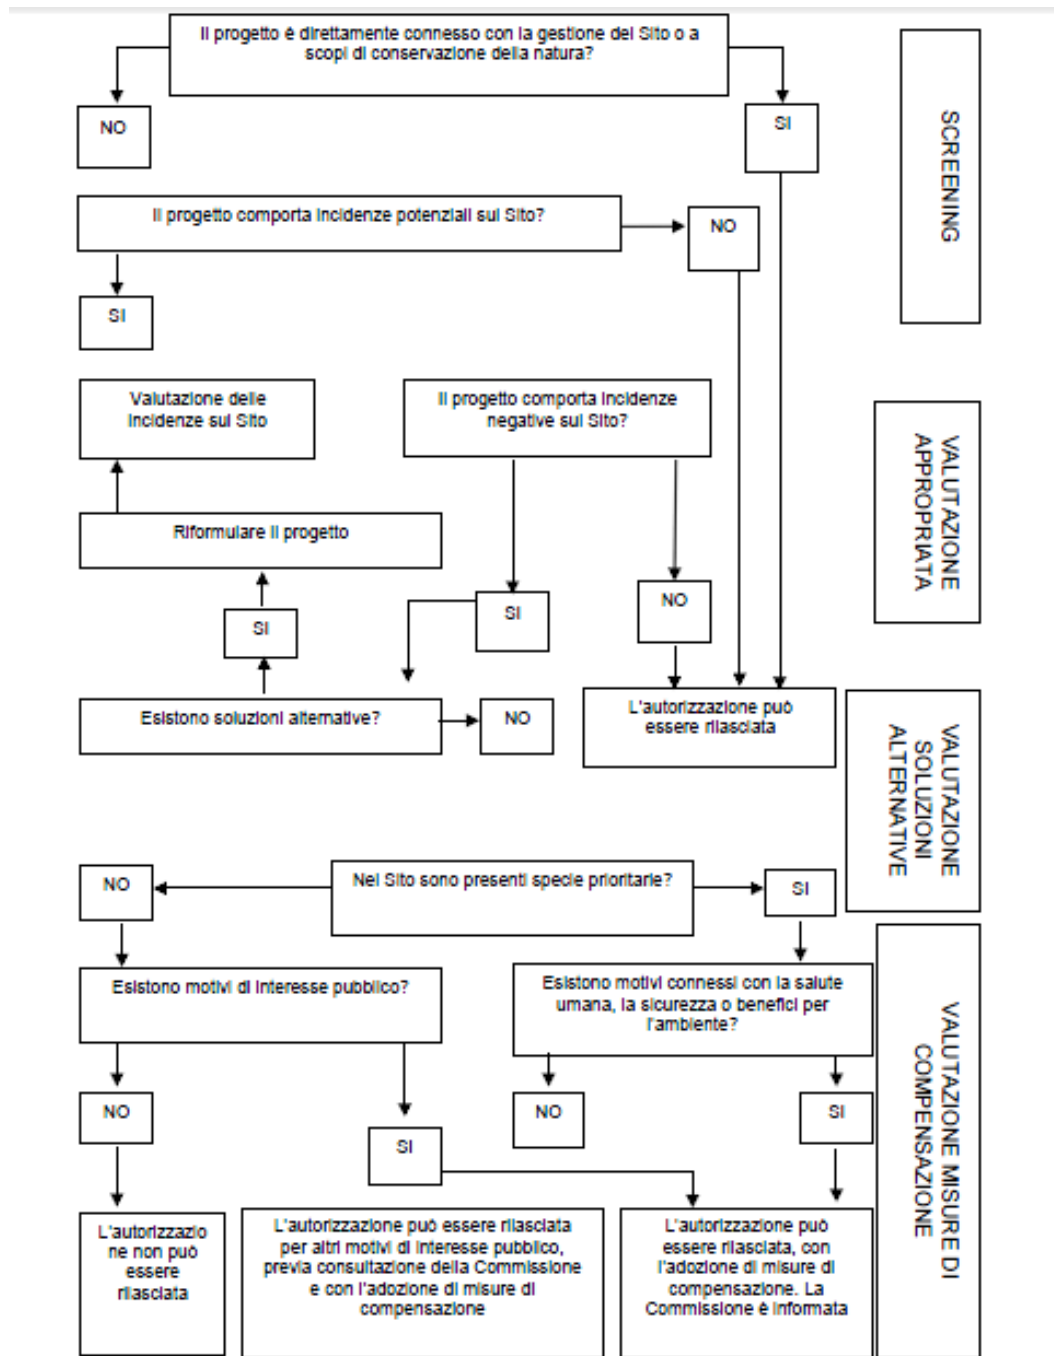 Il progetto è direttamente connesso con la gestione del Sito o a
scopi di conservazione della natura?
NO
SI
SCREENING
Il progetto comporta incidenze potenziali sul Sito?
NO
SI
Valutazione delle
incidenze sul Sito
Il progetto comporta incidenze
negative sul Sito?
VALUTAZIONE
APPROPRIATA
Riformulare il progetto
SI
SI
NO
Esistono soluzioni alternative?
NO
L'autorizzazione può
essere rilasciata
VALUTAZIONE
SOLUZIONI
ALTERNATIVE
NO
Nel Sito sono presenti specie prioritarie?
SI
Esistono motivi di interesse pubblico?
Esistono motivi connessi con la salute
umana, la sicurezza o benefici per
l'ambiente?
VALUTAZIONE MISURE DI
COMPENSAZIONE
NO
SI
NO
SI
L'autorizzazio
ne non può
essere
rilasciata
L'autorizzazione può essere rilasciata
per altri motivi di interesse pubblico,
previa consultazione della Commissione
e con l'adozione di misure di
compensazione
L'autorizzazione può
essere rilasciata, con
l'adozione di misure di
compensazione. La
Commissione è informata